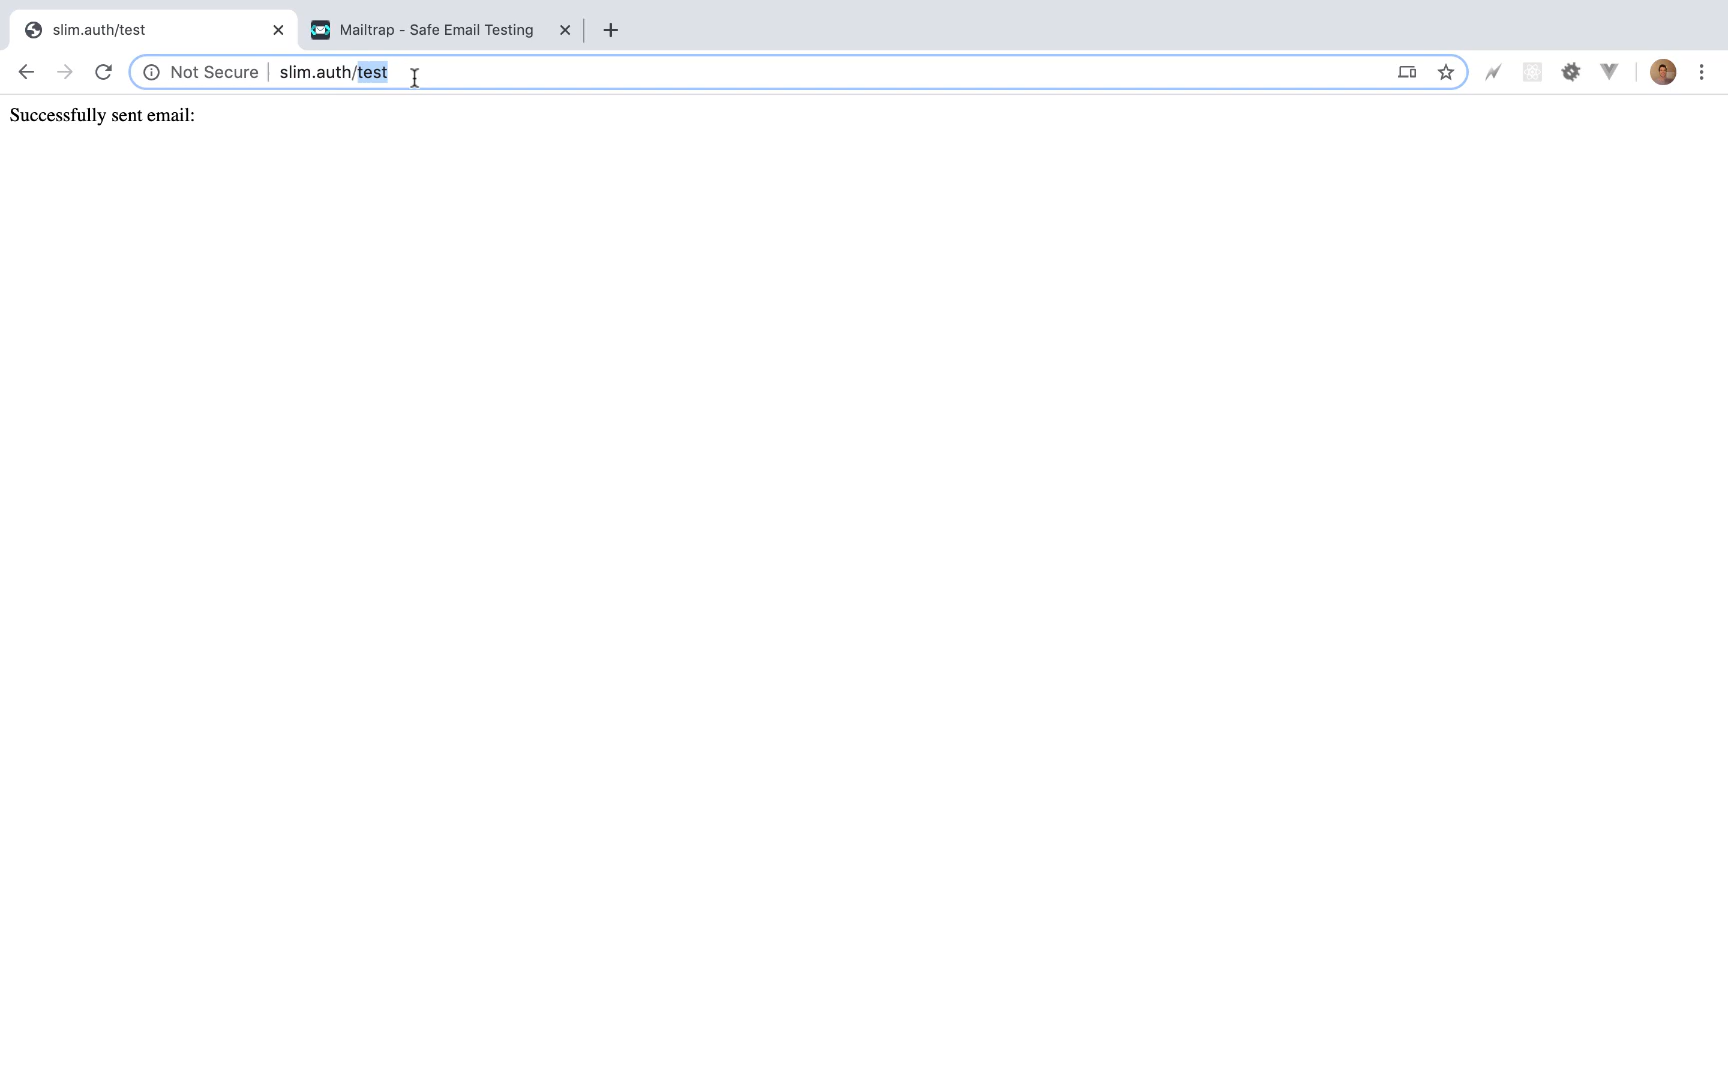 slim.auth/test
Mailtrap - Safe Email Testing
Not Secure
slim.auth/test
Successfully sent email: